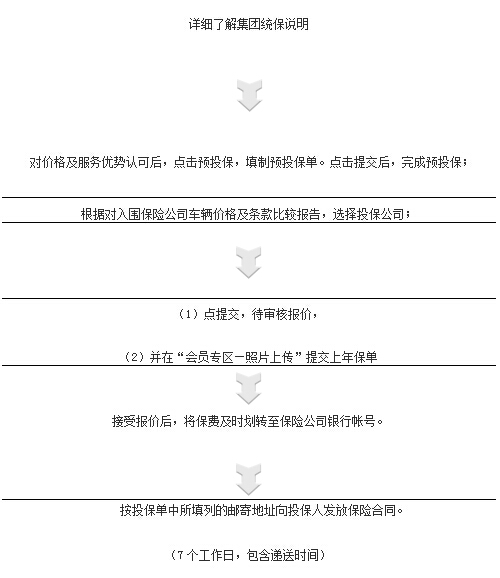 详细了解集团统保说明
对价格及服务优势认可后，点击预投保，填制预投保单。点击提交后，完成预投保；
根据对入围保险公司车辆价格及条款比较报告，选择投保公司；
（1）点提交，待审核报价，
（2）并在“会员专区—照片上传”提交上年保单
接受报价后，将保费及时划转至保险公司银行帐号。
按投保单中所填列的邮寄地址向投保人发放保险合同。
（7个工作日，包含递送时间）